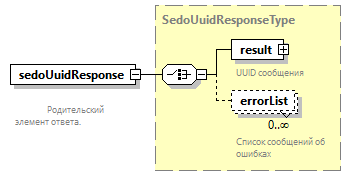 SedoUuidResponseType
sedoUuidResponse
Родительский
элемент ответа.
result
UUID сообщения
errorList
0..∞
Список сообщений об
ошибках